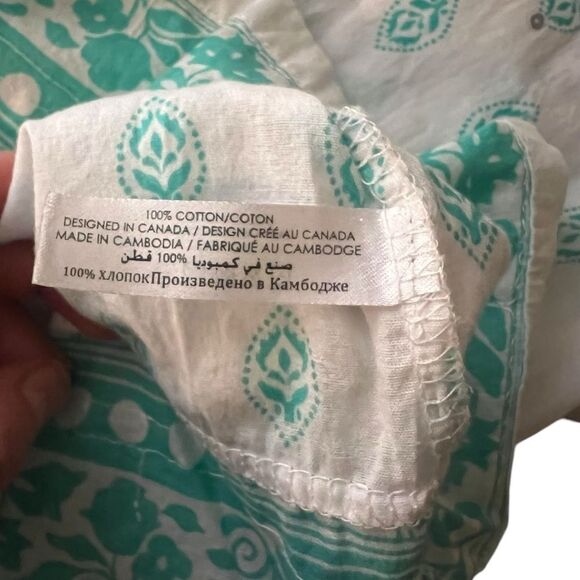 100% COTTON/COTON
DESIGNED IN CANADA / DESIGN CRÉÉ AU CANADA
MADE IN CAMBODIA / FABRIQUÉ AU CAMBODGE
صنع في كمبوديا 100% قطن
100% хлопокПроизведено в Камбодже